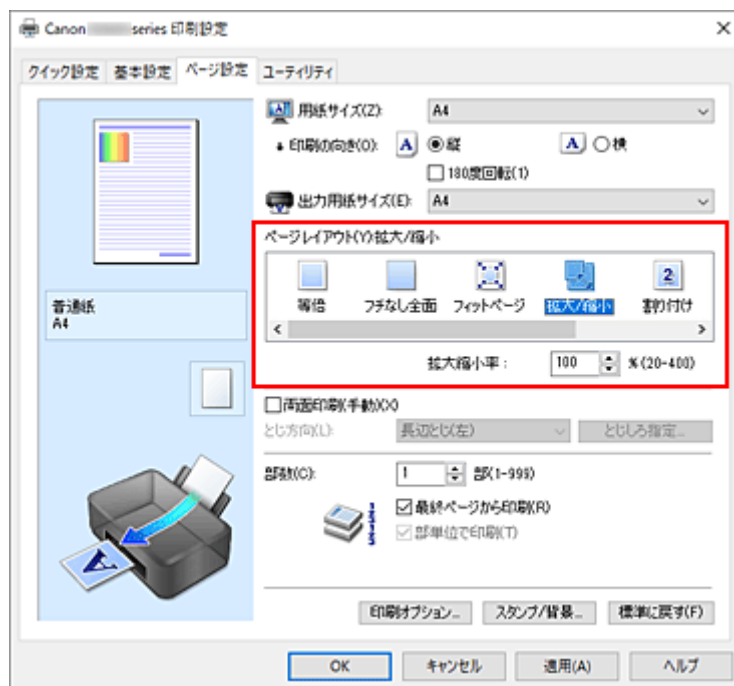 Canon series 印刷設定
クイック設定 基本設定 ページ設定 ユーティリティ
用紙サイズ(Z): A4
印刷の向き(O): A 縦 A 横
180度回転(1)
出力用紙サイズ(E): A4
ページレイアウト(Y):拡大/縮小
等倍 フチなし全面 フィットページ 拡大/縮小 割り付け
拡大縮小率: 100 % (20-400)
普通紙
A4
両面印刷(手動)(X)
とじ方向(L): 長辺とじ(左) とじしろ指定...
部数(C): 1 部(1-999)
最終ページから印刷(R)
部単位で印刷(T)
印刷オプション... スタンプ/背景... 標準に戻す(F)
OK キャンセル 適用(A) ヘルプ